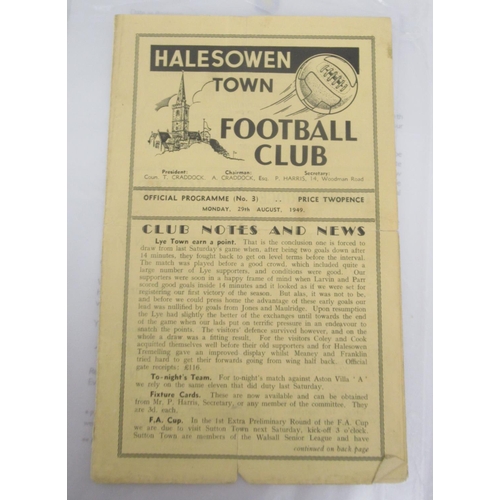 HALESOWEN
TOWN
FOOTBALL
CLUB
President: Chairman: Secretary:
Coun. T. CRADDOCK. A. CRADDOCK, Esq. P. HARRIS, 14, Woodman Road
OFFICIAL PROGRAMME (No. 3) .. PRICE TWOPENCE
MONDAY, 29th AUGUST, 1949.
CLUB NOTES AND NEWS
Lye Town earn a point. That is the conclusion one is forced to
draw from last Saturday's game when, after being two goals down after
14 minutes, they fought back to get on level terms before the interval.
The match was played before a good crowd, which included quite a
large number of Lye supporters, and conditions were good. Our
supporters were soon in a happy frame of mind when Larvin and Parr
scored good goals inside 14 minutes and it looked as if we were set for
registering our first victory of the season. But alas, it was not to be,
and before we could press home the advantage of these early goals our
lead was nullified by goals from Jones and Maulridge. Upon resumption
the Lye had slightly the better of the exchanges until towards the end
of the game when our lads put on terrific pressure in an endeavour to
snatch the points. The visitors' defence survived however, and on the
whole a draw was a fitting result. For the visitors Coley and Cook
acquitted themselves well before their old supporters and for Halesowen
Tranelling gave an improved display whilst Meaney and Franklin
tried hard to get their forwards going from wing half back. Official
gate receipts: £116.
To-night's Team. For to-night's match against Aston Villa "A"
we rely on the same eleven that did duty last Saturday.
Fixture Cards. These are now available and can be obtained
from Mr. P. Harris, Secretary, or any member of the committee. They
are 3d. each.
F.A. Cup. In the 1st Extra Preliminary Round of the F.A. Cup
we are due to visit Sutton Town next Saturday, kick-off 3 o'clock.
Sutton Town are members of the Walsall Senior League and have
continued on back page